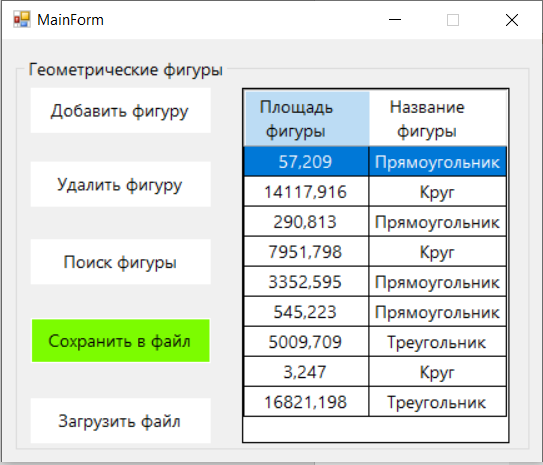 MainForm
Геометрические фигуры
Добавить фигуру
Удалить фигуру
Поиск фигуры
Сохранить в файл
Загрузить файл
Площадь фигуры Название фигуры
57,209 Прямоугольник
14117,916 Круг
290,813 Прямоугольник
7951,798 Круг
3352,595 Прямоугольник
545,223 Прямоугольник
5009,709 Треугольник
3,247 Круг
16821,198 Треугольник